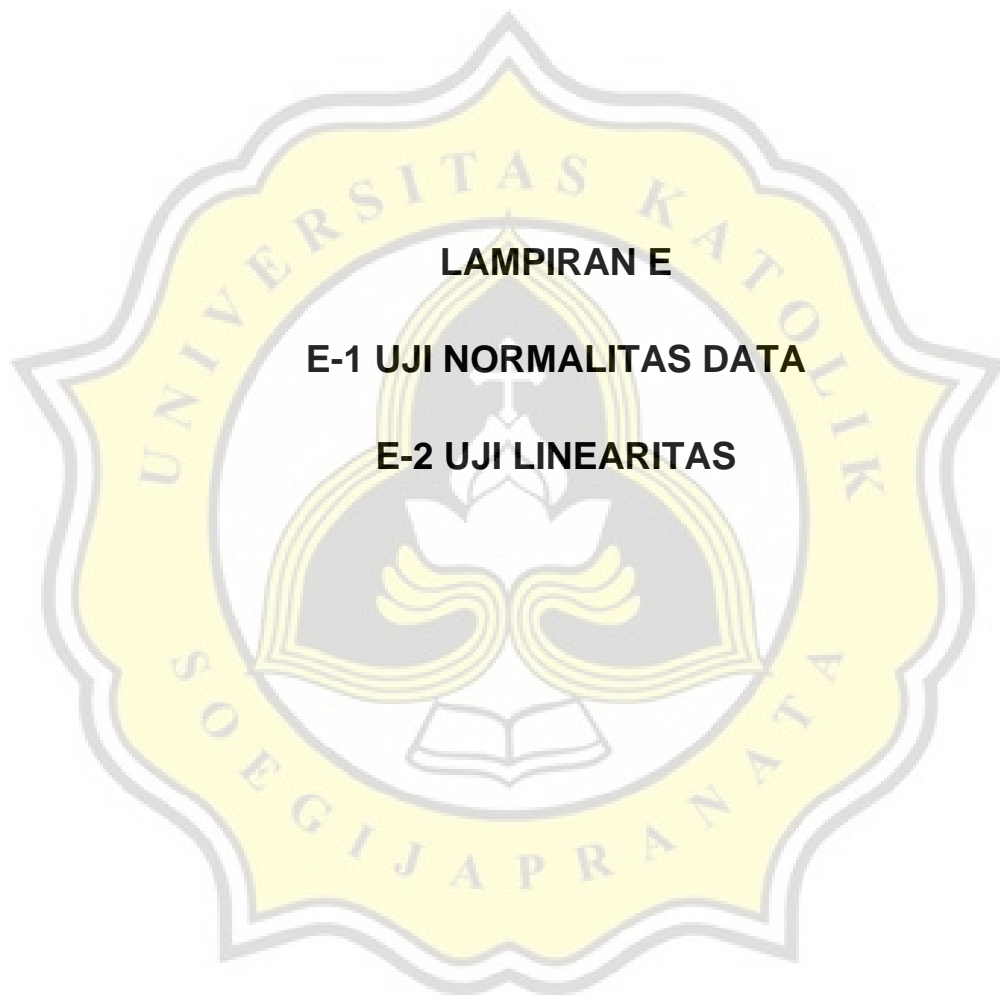 UNIVERSITAS KATOLIK
LAMPIRAN E
E-1 UJI NORMALITAS DATA
E-2 UJI LINEARITAS
SOEGIJAPRANATA